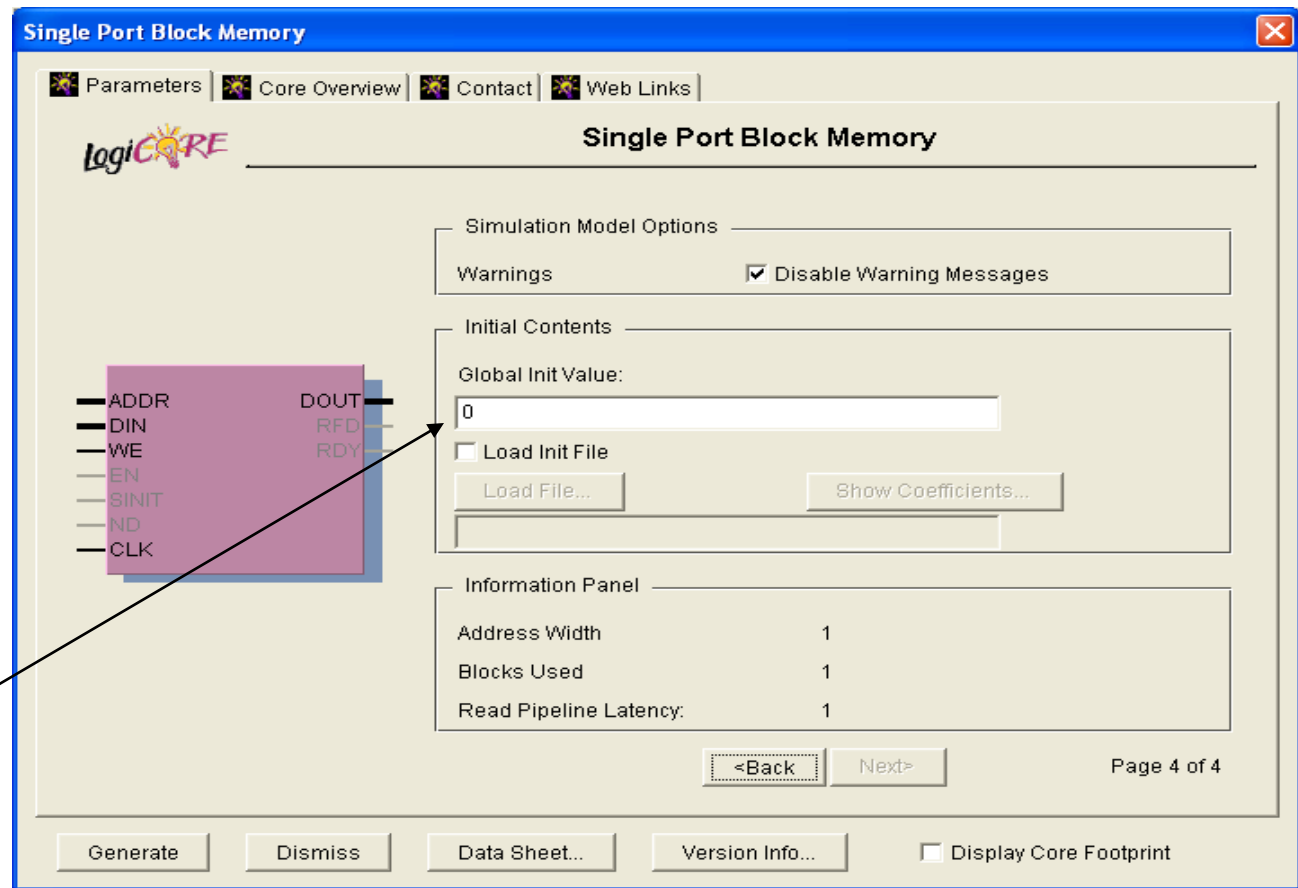 Single Port Block Memory
Parameters Core Overview Contact Web Links
logiCORE
Single Port Block Memory
Simulation Model Options
Warnings Disable Warning Messages
Initial Contents
Global Init Value:
0
Load Init File
Load File... Show Coefficients...
ADDR DOUT
DIN RFD
WE RDY
EN
SINIT
ND
CLK
Information Panel
Address Width 1
Blocks Used 1
Read Pipeline Latency: 1
<Back Next> Page 4 of 4
Generate Dismiss Data Sheet... Version Info... Display Core Footprint